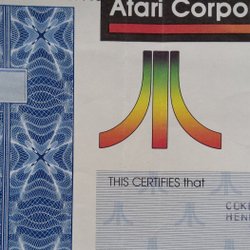 Atari Corpo
THIS CERTIFIES that